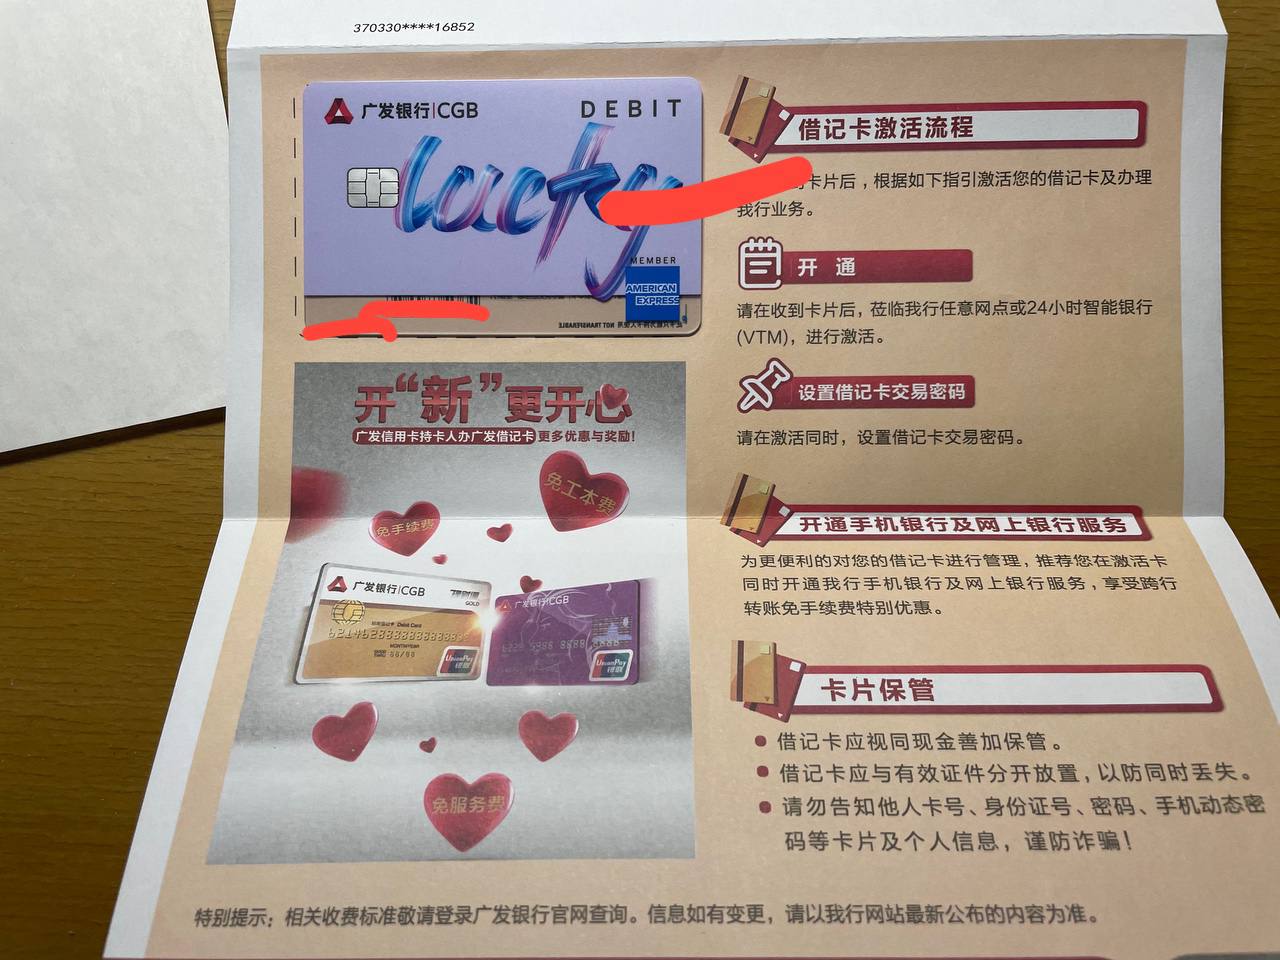 370330****16852
广发银行|CGB
DEBIT
lucky
MEMBER
AMERICAN
EXPRESS
NOT TRANSFERABLE
开“新”更开心
广发信用卡持卡人办广发借记卡 更多优惠与奖励!
免工本费
免手续费
广发银行|CGB
理财通
GOLD
Debit Card
MONTH/YEAR
88/88
UnionPay
银联
广发银行|CGB
UnionPay
银联
免服务费
借记卡激活流程
卡片后，根据如下指引激活您的借记卡及办理
我行业务。
开 通
请在收到卡片后，莅临我行任意网点或24小时智能银行
(VTM)，进行激活。
设置借记卡交易密码
请在激活同时，设置借记卡交易密码。
开通手机银行及网上银行服务
为更便利的对您的借记卡进行管理，推荐您在激活卡
同时开通我行手机银行及网上银行服务，享受跨行
转账免手续费特别优惠。
卡片保管
借记卡应视同现金善加保管。
借记卡应与有效证件分开放置，以防同时丢失。
请勿告知他人卡号、身份证号、密码、手机动态密
码等卡片及个人信息，谨防诈骗！
特别提示：相关收费标准敬请登录广发银行官网查询。信息如有变更，请以我行网站最新公布的内容为准。